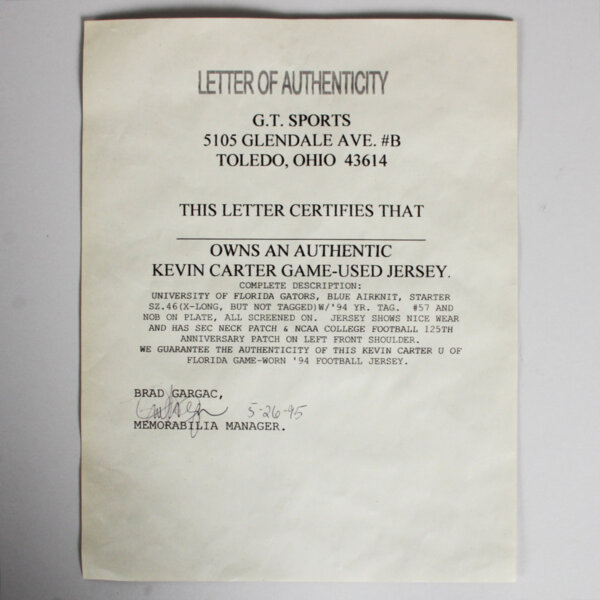 LETTER OF AUTHENTICITY
G.T. SPORTS
5105 GLENDALE AVE. #B
TOLEDO, OHIO 43614
THIS LETTER CERTIFIES THAT
OWNS AN AUTHENTIC
KEVIN CARTER GAME-USED JERSEY.
COMPLETE DESCRIPTION:
UNIVERSITY OF FLORIDA GATORS, BLUE AIRKNIT, STARTER
SZ.46(X-LONG, BUT NOT TAGGED)W/'94 YR. TAG. #57 AND
NOB ON PLATE, ALL SCREENED ON. JERSEY SHOWS NICE WEAR
AND HAS SEC NECK PATCH & NCAA COLLEGE FOOTBALL 125TH
ANNIVERSARY PATCH ON LEFT FRONT SHOULDER.
WE GUARANTEE THE AUTHENTICITY OF THIS KEVIN CARTER U OF
FLORIDA GAME-WORN '94 FOOTBALL JERSEY.
BRAD GARGAC,
5-26-95
MEMORABILIA MANAGER.